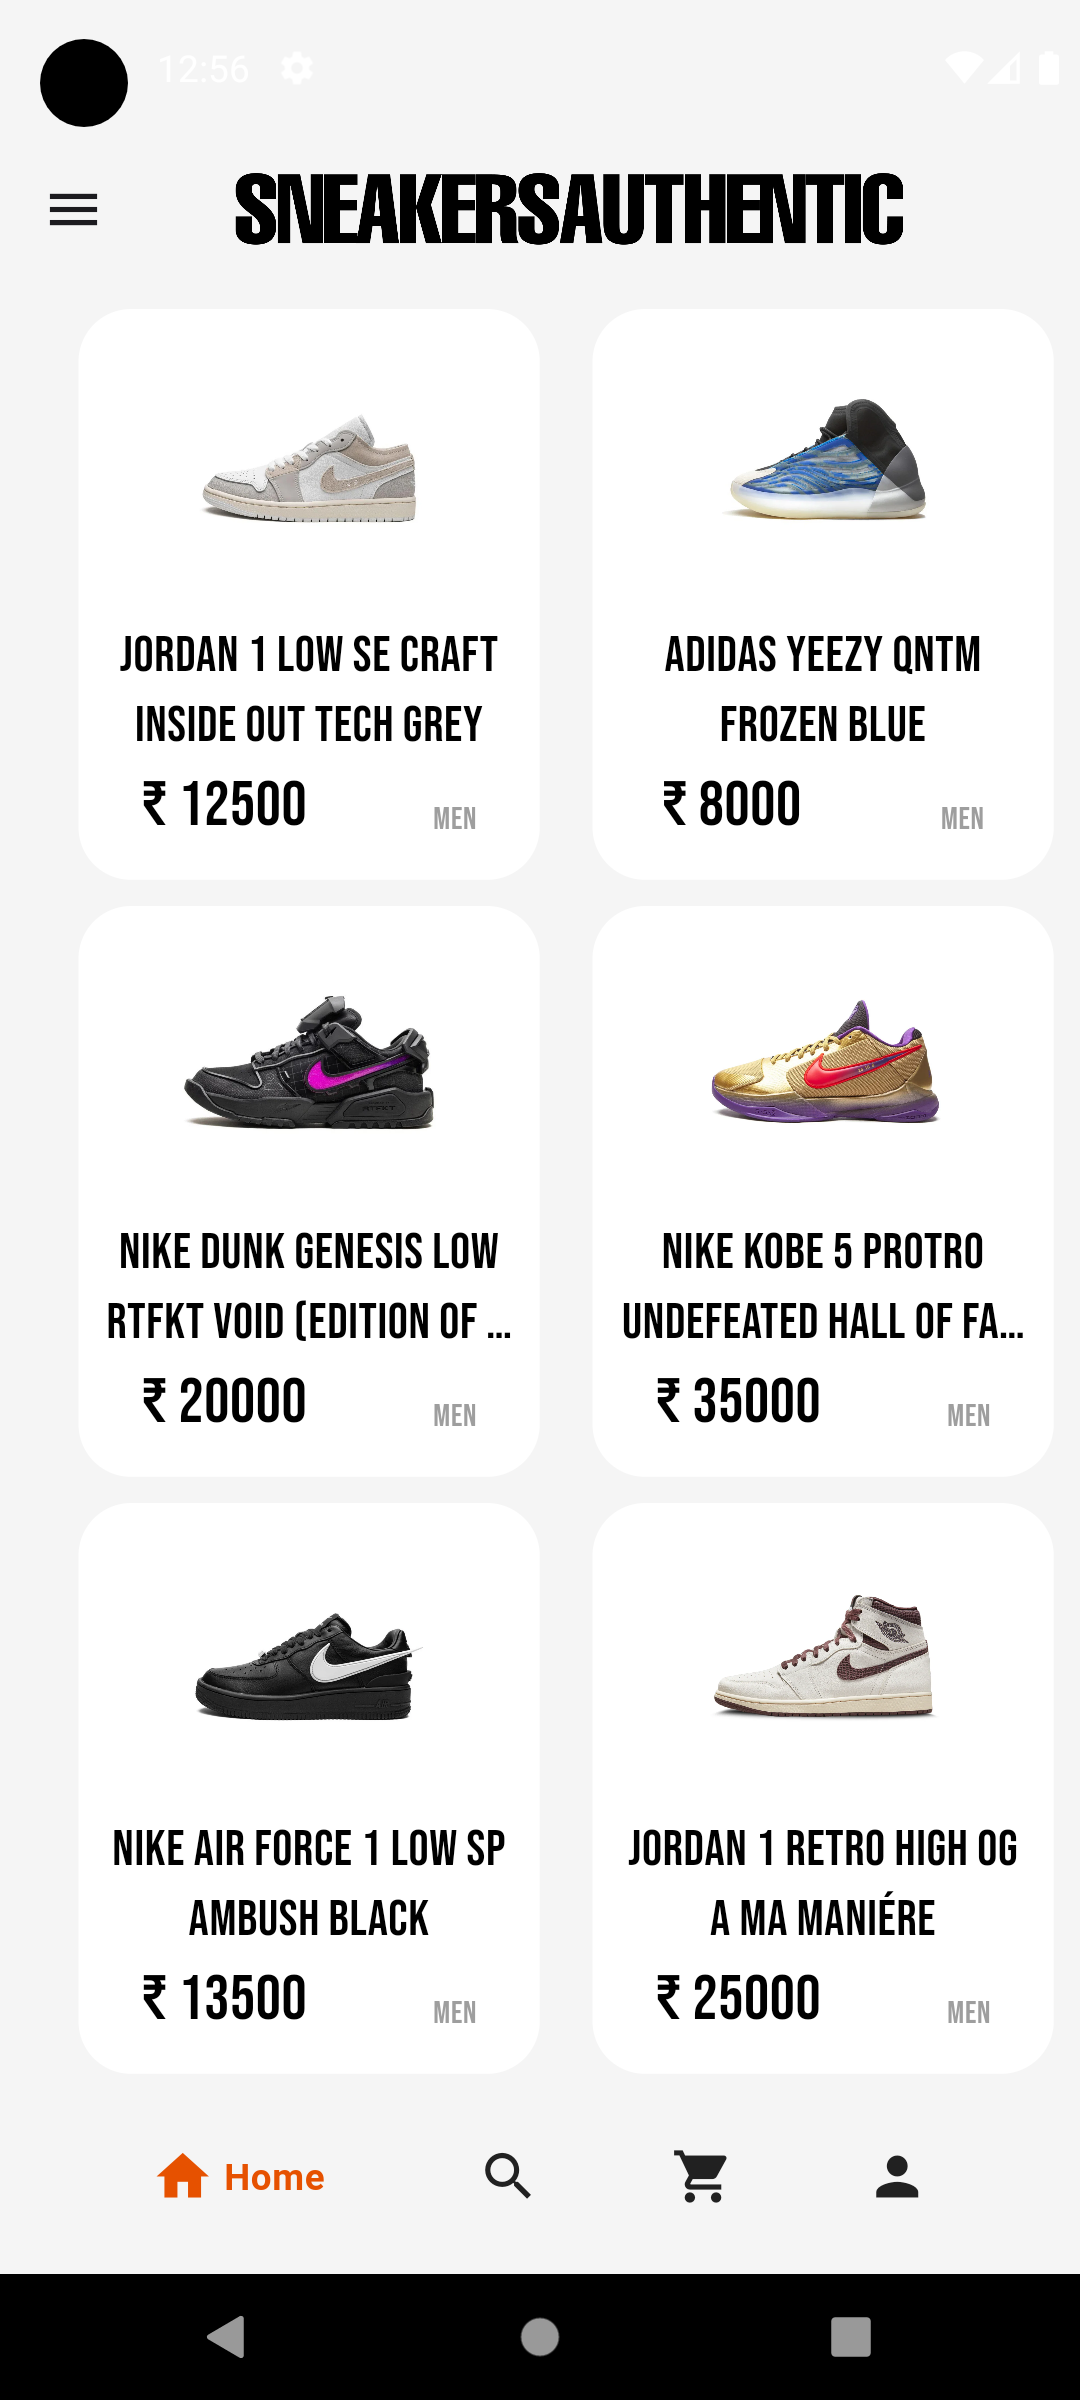 12:56
SNEAKERSAUTHENTIC
JORDAN 1 LOW SE CRAFT
INSIDE OUT TECH GREY
₹ 12500
MEN
ADIDAS YEEZY QNTM
FROZEN BLUE
₹ 8000
MEN
NIKE DUNK GENESIS LOW
RTFKT VOID (EDITION OF ...
₹ 20000
MEN
NIKE KOBE 5 PROTRO
UNDEFEATED HALL OF FA...
₹ 35000
MEN
NIKE AIR FORCE 1 LOW SP
AMBUSH BLACK
₹ 13500
MEN
JORDAN 1 RETRO HIGH OG
A MA MANIÉRE
₹ 25000
MEN
Home